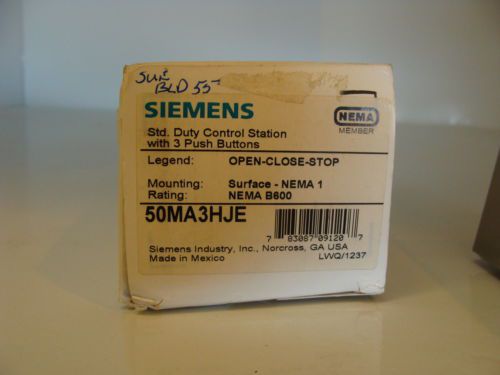 SUR
BLD 55
SIEMENS
NEMA
MEMBER
Std. Duty Control Station
with 3 Push Buttons
Legend: OPEN-CLOSE-STOP
Mounting: Surface - NEMA 1
Rating: NEMA B600
50MA3HJE
7 83087 09120 7
Siemens Industry, Inc., Norcross, GA USA
Made in Mexico LWQ/1237